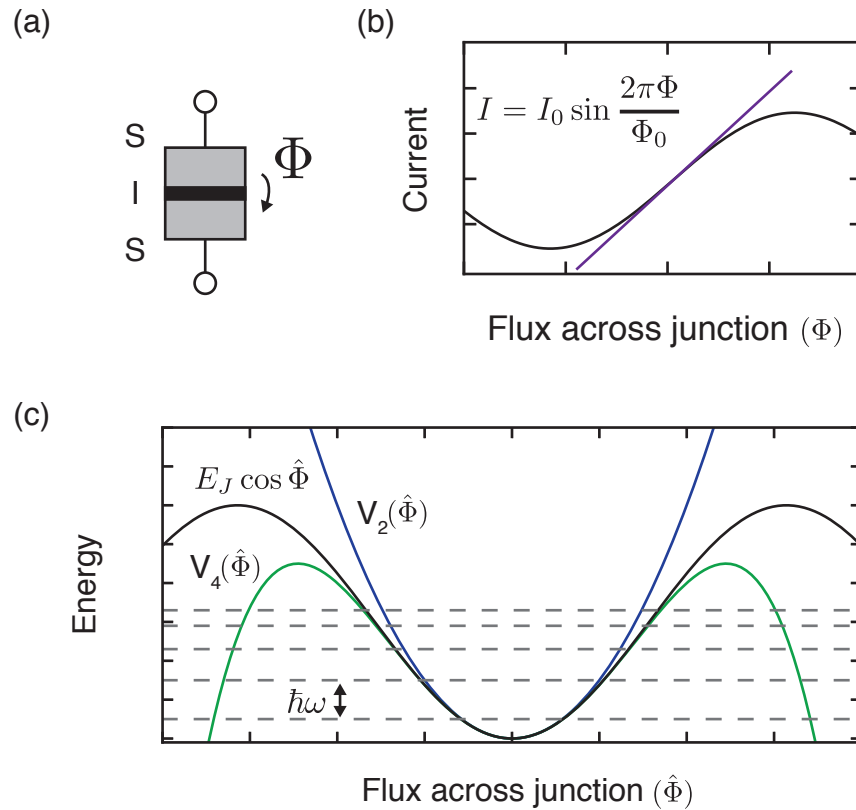 (a)
S
I
S
Φ
(b)
I = I₀ sin 2πΦ/Φ₀
Current
Flux across junction (Φ)
(c)
E_J cos Φ̂
V₂(Φ̂)
V₄(Φ̂)
ħω
Energy
Flux across junction (Φ̂)